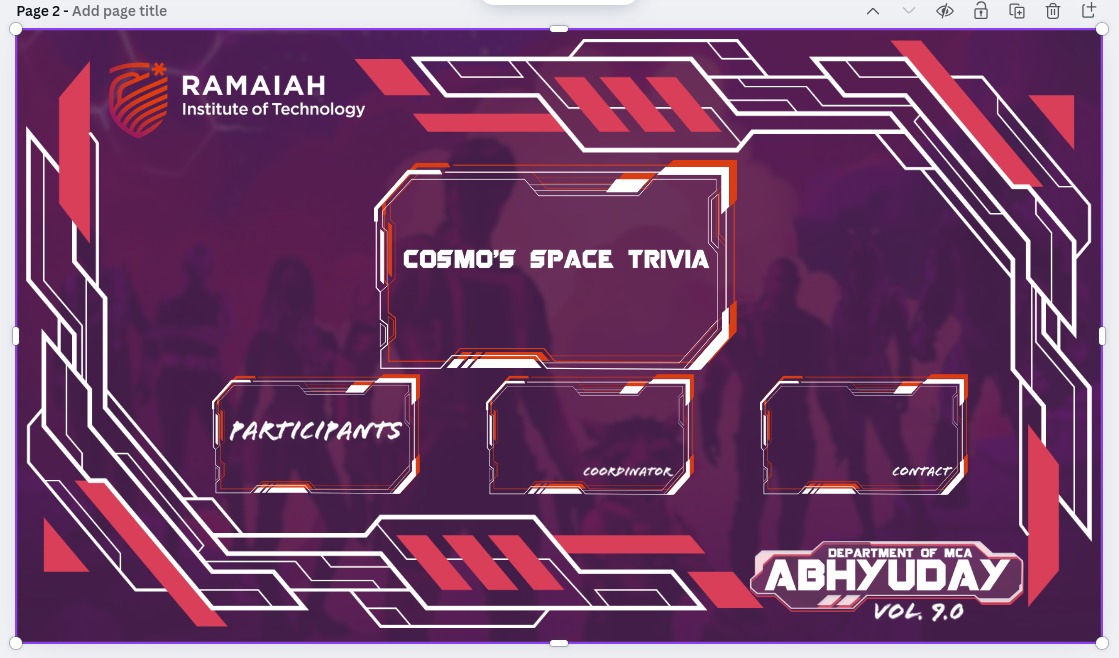 Page 2 - Add page title
RAMAIAH
Institute of Technology
COSMO'S SPACE TRIVIA
PARTICIPANTS
COORDINATOR
CONTACT
DEPARTMENT OF MCA
ABHYUDAY
VOL. 9.0